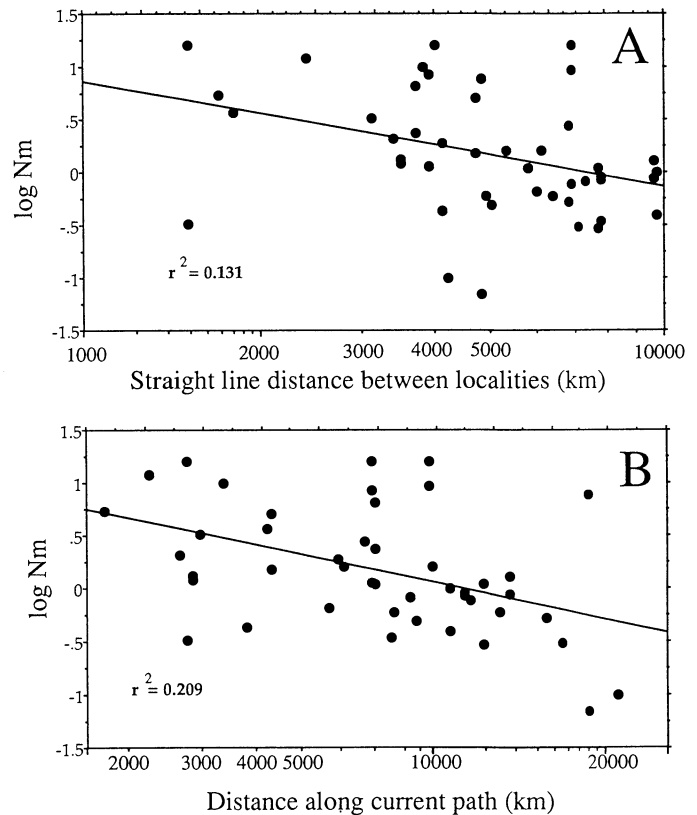 A
1.5
1
.5
0
-.5
-1
-1.5
log Nm
r 2 = 0.131
1000 2000 3000 4000 5000 10000
Straight line distance between localities (km)
B
1.5
1
.5
0
-.5
-1
-1.5
log Nm
r 2 = 0.209
2000 3000 4000 5000 10000 20000
Distance along current path (km)